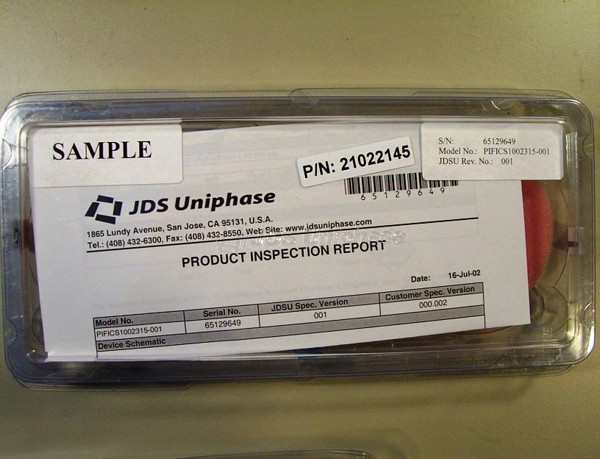 SAMPLE
P/N: 21022145
S/N: 65129649
Model No.: PIFICS1002315-001
JDSU Rev. No.: 001
65129649
JDS Uniphase
1865 Lundy Avenue, San Jose, CA 95131, U.S.A.
Tel.: (408) 432-6300, Fax: (408) 432-8550, Web Site: www.jdsuniphase.com
JDS Uniphase
PRODUCT INSPECTION REPORT
Date: 16-Jul-02
Model No. Serial No. JDSU Spec. Version Customer Spec. Version
PIFICS1002315-001 65129649 001 000.002
Device Schematic